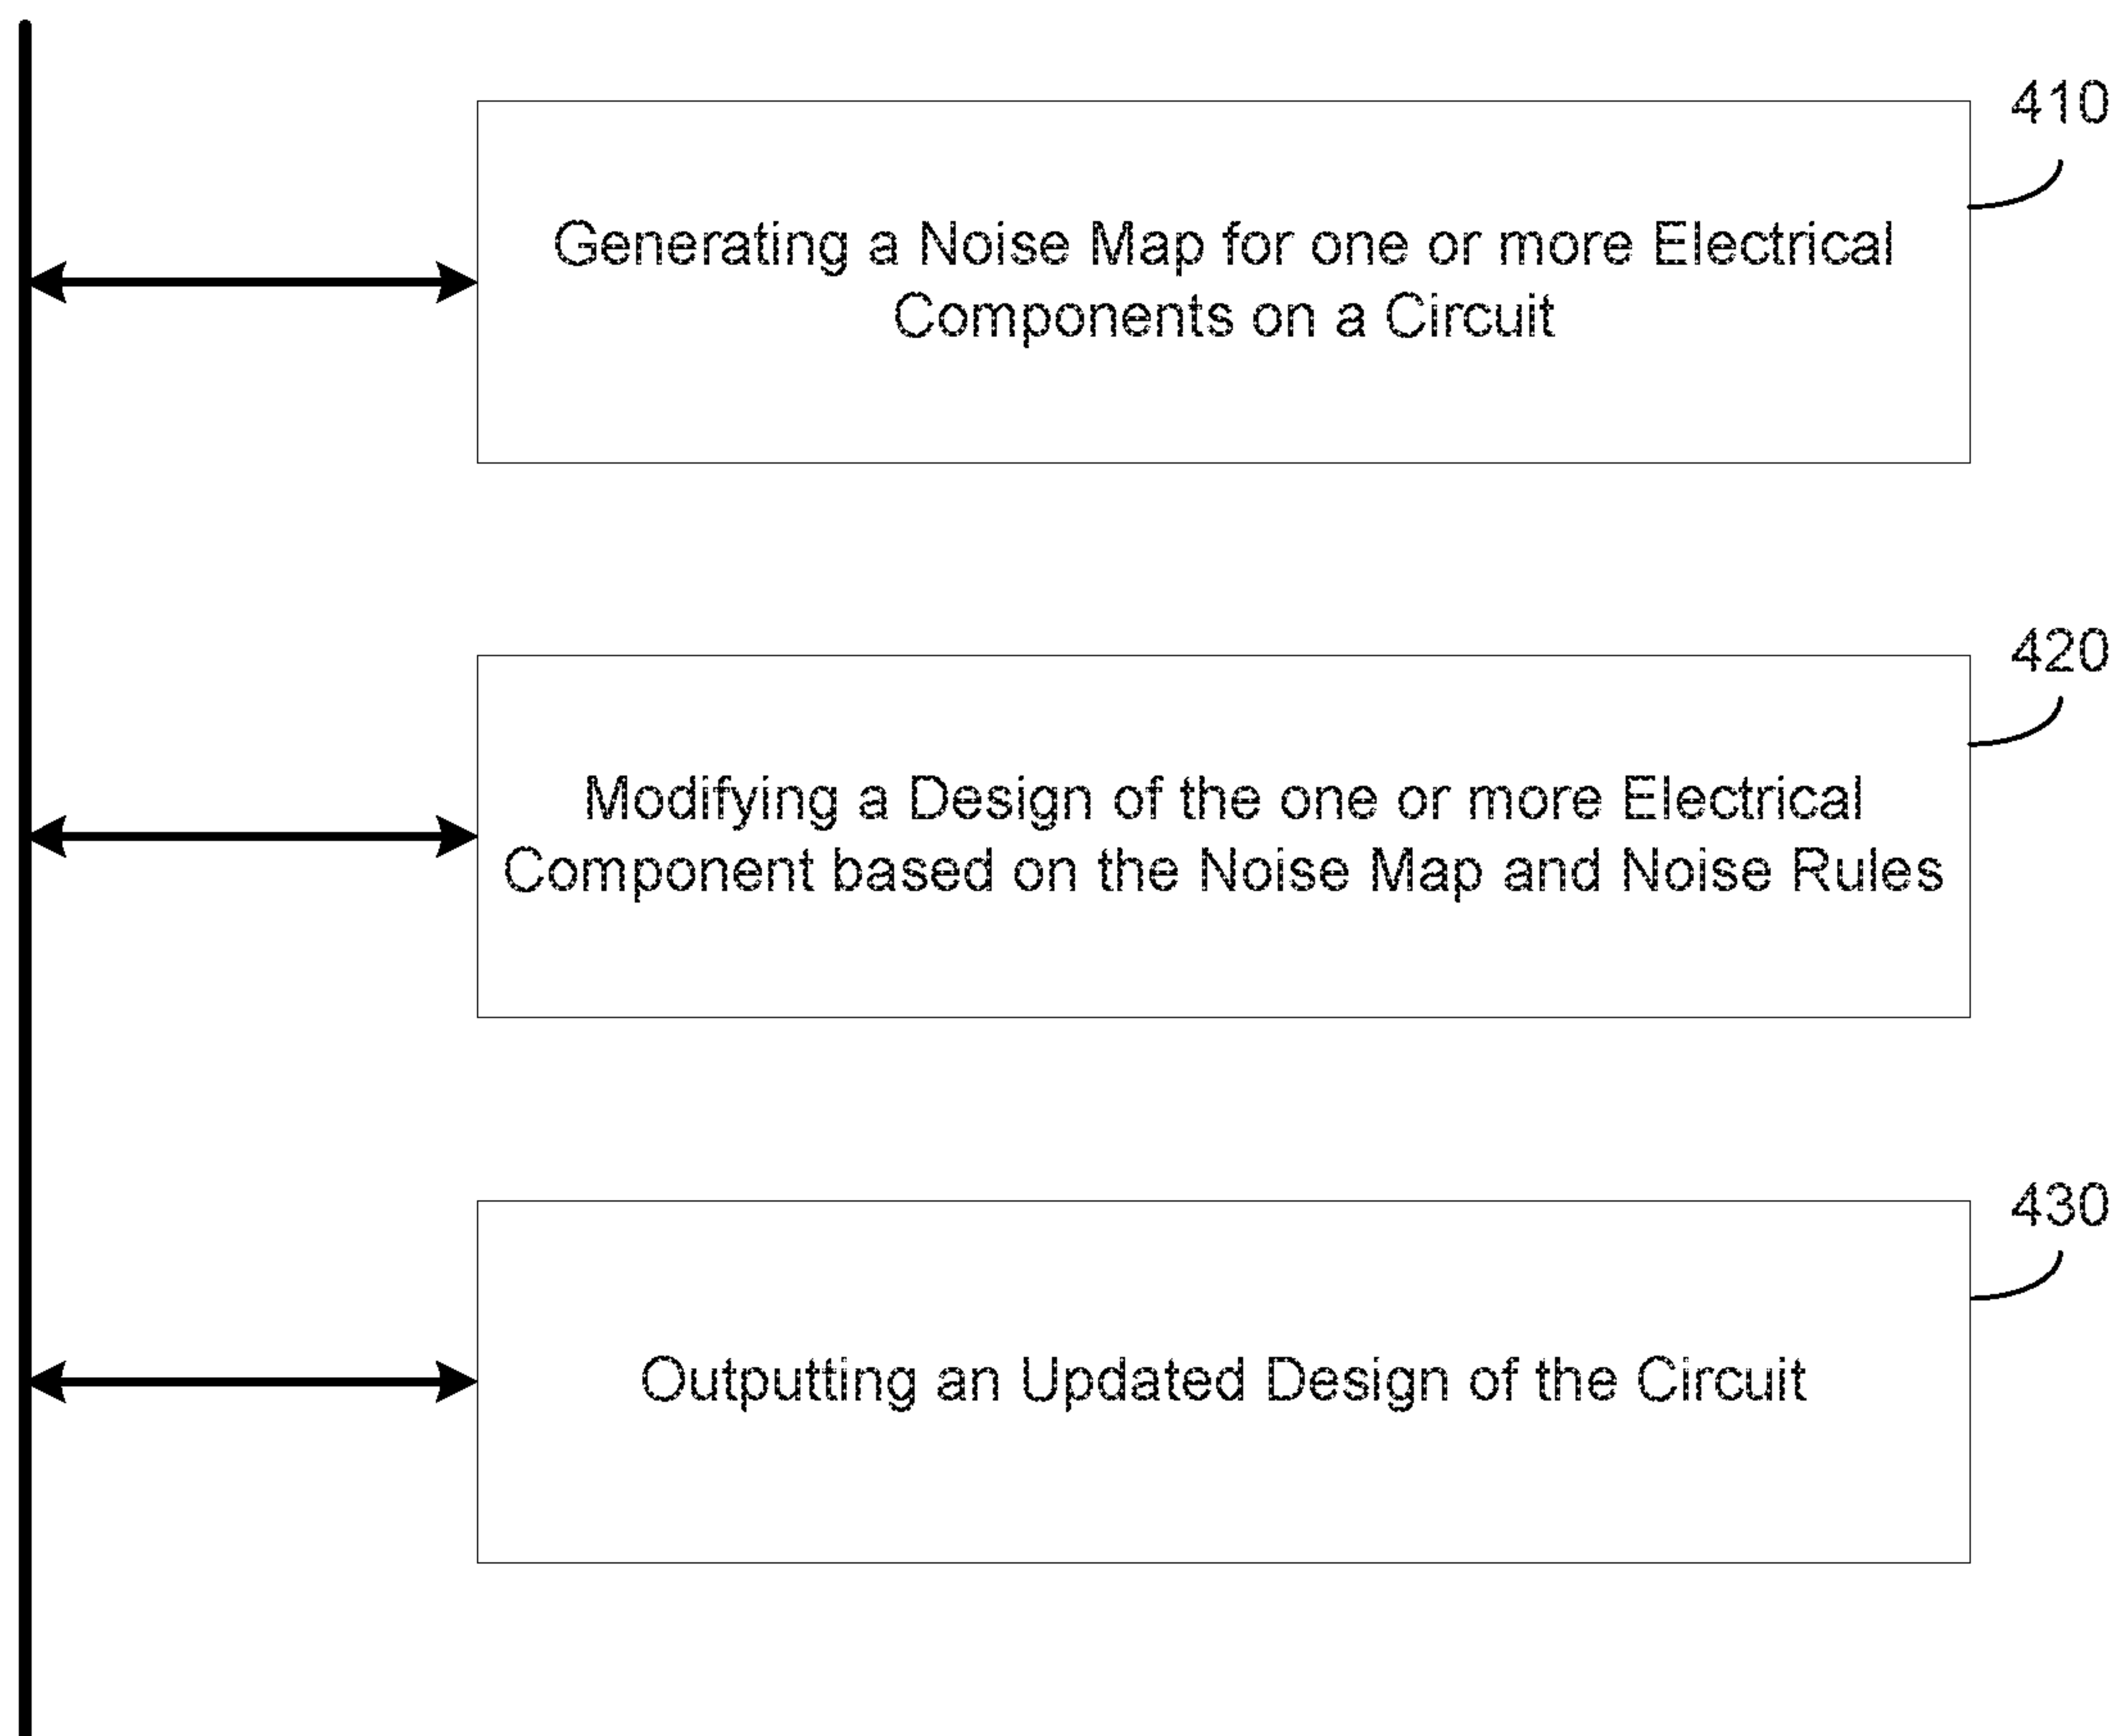 410
Generating a Noise Map for one or more Electrical
Components on a Circuit
420
Modifying a Design of the one or more Electrical
Component based on the Noise Map and Noise Rules
430
Outputting an Updated Design of the Circuit